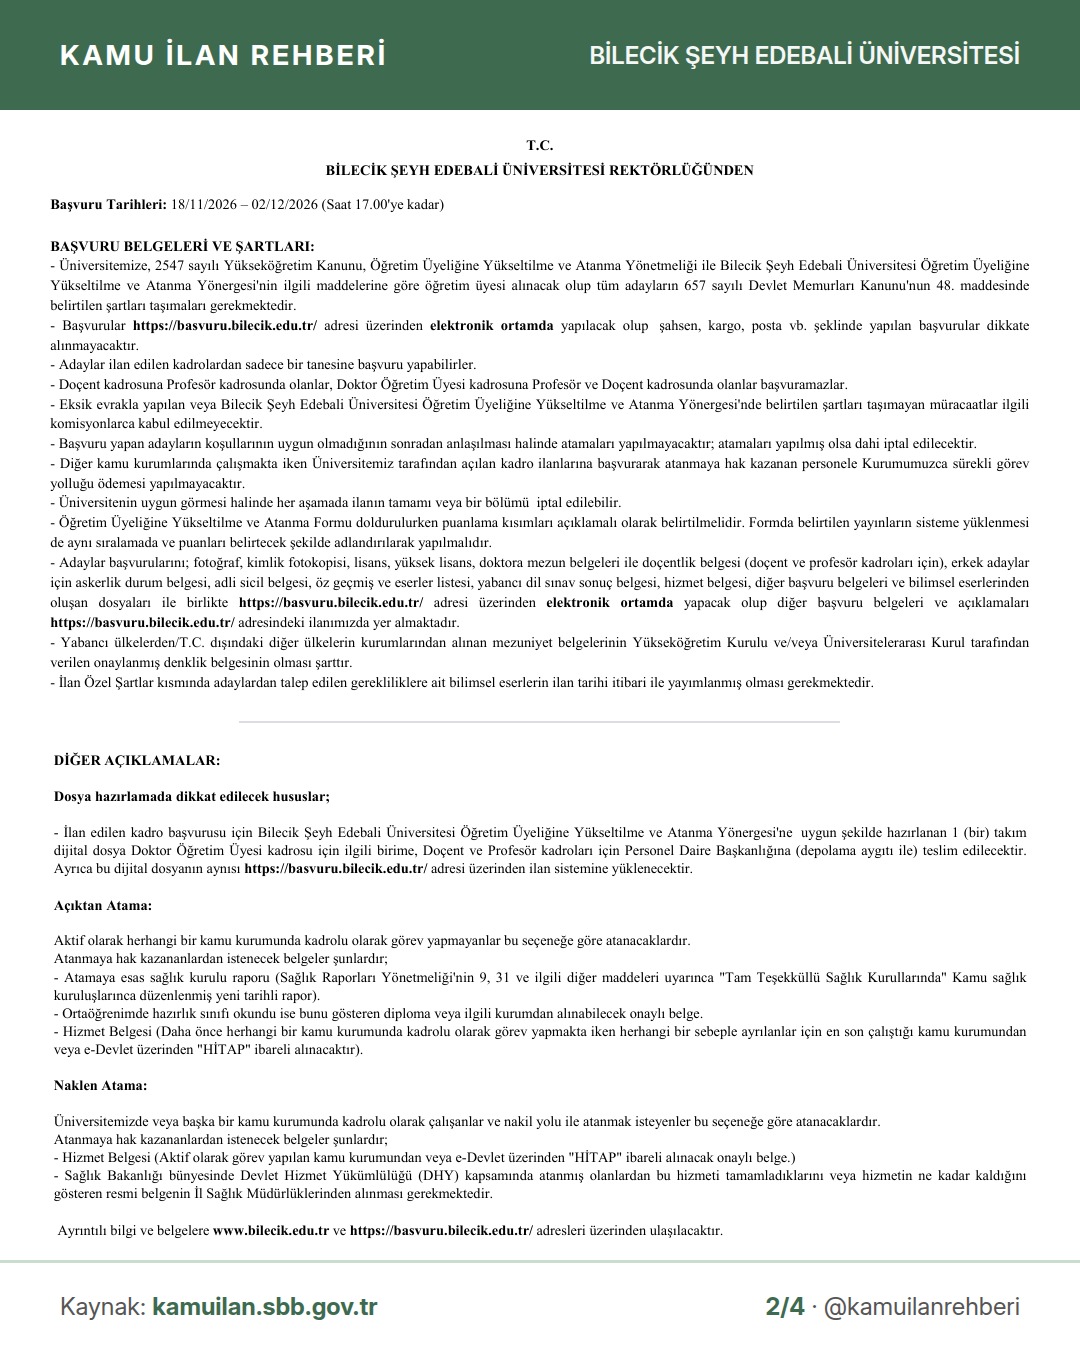 KAMU İLAN REHBERİ
BİLECİK ŞEYH EDEBALİ ÜNİVERSİTESİ
T.C.
BİLECİK ŞEYH EDEBALİ ÜNİVERSİTESİ REKTÖRLÜĞÜNDEN
Başvuru Tarihleri: 18/11/2026 – 02/12/2026 (Saat 17.00'ye kadar)
BAŞVURU BELGELERİ VE ŞARTLARI:
- Üniversitemize, 2547 sayılı Yükseköğretim Kanunu, Öğretim Üyeliğine Yükseltilme ve Atanma Yönetmeliği ile Bilecik Şeyh Edebali Üniversitesi Öğretim Üyeliğine
Yükseltilme ve Atanma Yönergesi'nin ilgili maddelerine göre öğretim üyesi alınacak olup tüm adayların 657 sayılı Devlet Memurları Kanunu'nun 48. maddesinde
belirtilen şartları taşımaları gerekmektedir.
- Başvurular https://basvuru.bilecik.edu.tr/ adresi üzerinden elektronik ortamda yapılacak olup şahsen, kargo, posta vb. şeklinde yapılan başvurular dikkate
alınmayacaktır.
- Adaylar ilan edilen kadrolardan sadece bir tanesine başvuru yapabilirler.
- Doçent kadrosuna Profesör kadrosunda olanlar, Doktor Öğretim Üyesi kadrosuna Profesör ve Doçent kadrosunda olanlar başvuramazlar.
- Eksik evrakla yapılan veya Bilecik Şeyh Edebali Üniversitesi Öğretim Üyeliğine Yükseltilme ve Atanma Yönergesi'nde belirtilen şartları taşımayan müracaatlar ilgili
komisyonlarca kabul edilmeyecektir.
- Başvuru yapan adayların koşullarının uygun olmadığının sonradan anlaşılması halinde atamaları yapılmayacaktır; atamaları yapılmış olsa dahi iptal edilecektir.
- Diğer kamu kurumlarında çalışmakta iken Üniversitemiz tarafından açılan kadro ilanlarına başvurarak atanmaya hak kazanan personele Kurumumuzca sürekli görev
yolluğu ödemesi yapılmayacaktır.
- Üniversitenin uygun görmesi halinde her aşamada ilanın tamamı veya bir bölümü iptal edilebilir.
- Öğretim Üyeliğine Yükseltilme ve Atanma Formu doldurulurken puanlama kısımları açıklamalı olarak belirtilmelidir. Formda belirtilen yayınların sisteme yüklenmesi
de aynı sıralamada ve puanları belirtecek şekilde adlandırılarak yapılmalıdır.
- Adaylar başvurularını; fotoğraf, kimlik fotokopisi, lisans, yüksek lisans, doktora mezun belgeleri ile doçentlik belgesi (doçent ve profesör kadroları için), erkek adaylar
için askerlik durum belgesi, adli sicil belgesi, öz geçmiş ve eserler listesi, yabancı dil sınav sonuç belgesi, hizmet belgesi, diğer başvuru belgeleri ve bilimsel eserlerinden
oluşan dosyaları ile birlikte https://basvuru.bilecik.edu.tr/ adresi üzerinden elektronik ortamda yapacak olup diğer başvuru belgeleri ve açıklamaları
https://basvuru.bilecik.edu.tr/ adresindeki ilanımızda yer almaktadır.
- Yabancı ülkelerden/T.C. dışındaki diğer ülkelerin kurumlarından alınan mezuniyet belgelerinin Yükseköğretim Kurulu ve/veya Üniversitelerarası Kurul tarafından
verilen onaylanmış denklik belgesinin olması şarttır.
- İlan Özel Şartlar kısmında adaylardan talep edilen gerekliliklere ait bilimsel eserlerin ilan tarihi itibari ile yayımlanmış olması gerekmektedir.
DİĞER AÇIKLAMALAR:
Dosya hazırlamada dikkat edilecek hususlar;
- İlan edilen kadro başvurusu için Bilecik Şeyh Edebali Üniversitesi Öğretim Üyeliğine Yükseltilme ve Atanma Yönergesi'ne uygun şekilde hazırlanan 1 (bir) takım
dijital dosya Doktor Öğretim Üyesi kadrosu için ilgili birime, Doçent ve Profesör kadroları için Personel Daire Başkanlığına (depolama aygıtı ile) teslim edilecektir.
Ayrıca bu dijital dosyanın aynısı https://basvuru.bilecik.edu.tr/ adresi üzerinden ilan sistemine yüklenecektir.
Açıktan Atama:
Aktif olarak herhangi bir kamu kurumunda kadrolu olarak görev yapmayanlar bu seçeneğe göre atanacaklardır.
Atanmaya hak kazananlardan istenecek belgeler şunlardır;
- Atamaya esas sağlık kurulu raporu (Sağlık Raporları Yönetmeliği'nin 9, 31 ve ilgili diğer maddeleri uyarınca "Tam Teşekküllü Sağlık Kurullarında" Kamu sağlık
kuruluşlarınca düzenlenmiş yeni tarihli rapor).
- Ortaöğrenimde hazırlık sınıfı okundu ise bunu gösteren diploma veya ilgili kurumdan alınabilecek onaylı belge.
- Hizmet Belgesi (Daha önce herhangi bir kamu kurumunda kadrolu olarak görev yapmakta iken herhangi bir sebeple ayrılanlar için en son çalıştığı kamu kurumundan
veya e-Devlet üzerinden "HİTAP" ibareli alınacaktır).
Naklen Atama:
Üniversitemizde veya başka bir kamu kurumunda kadrolu olarak çalışanlar ve nakil yolu ile atanmak isteyenler bu seçeneğe göre atanacaklardır.
Atanmaya hak kazananlardan istenecek belgeler şunlardır;
- Hizmet Belgesi (Aktif olarak görev yapılan kamu kurumundan veya e-Devlet üzerinden "HİTAP" ibareli alınacak onaylı belge.)
- Sağlık Bakanlığı bünyesinde Devlet Hizmet Yükümlülüğü (DHY) kapsamında atanmış olanlardan bu hizmeti tamamladıklarını veya hizmetin ne kadar kaldığını
gösteren resmi belgenin İl Sağlık Müdürlüklerinden alınması gerekmektedir.
Ayrıntılı bilgi ve belgelere www.bilecik.edu.tr ve https://basvuru.bilecik.edu.tr/ adresleri üzerinden ulaşılacaktır.
Kaynak: kamuilan.sbb.gov.tr
2/4 · @kamuilanrehberi